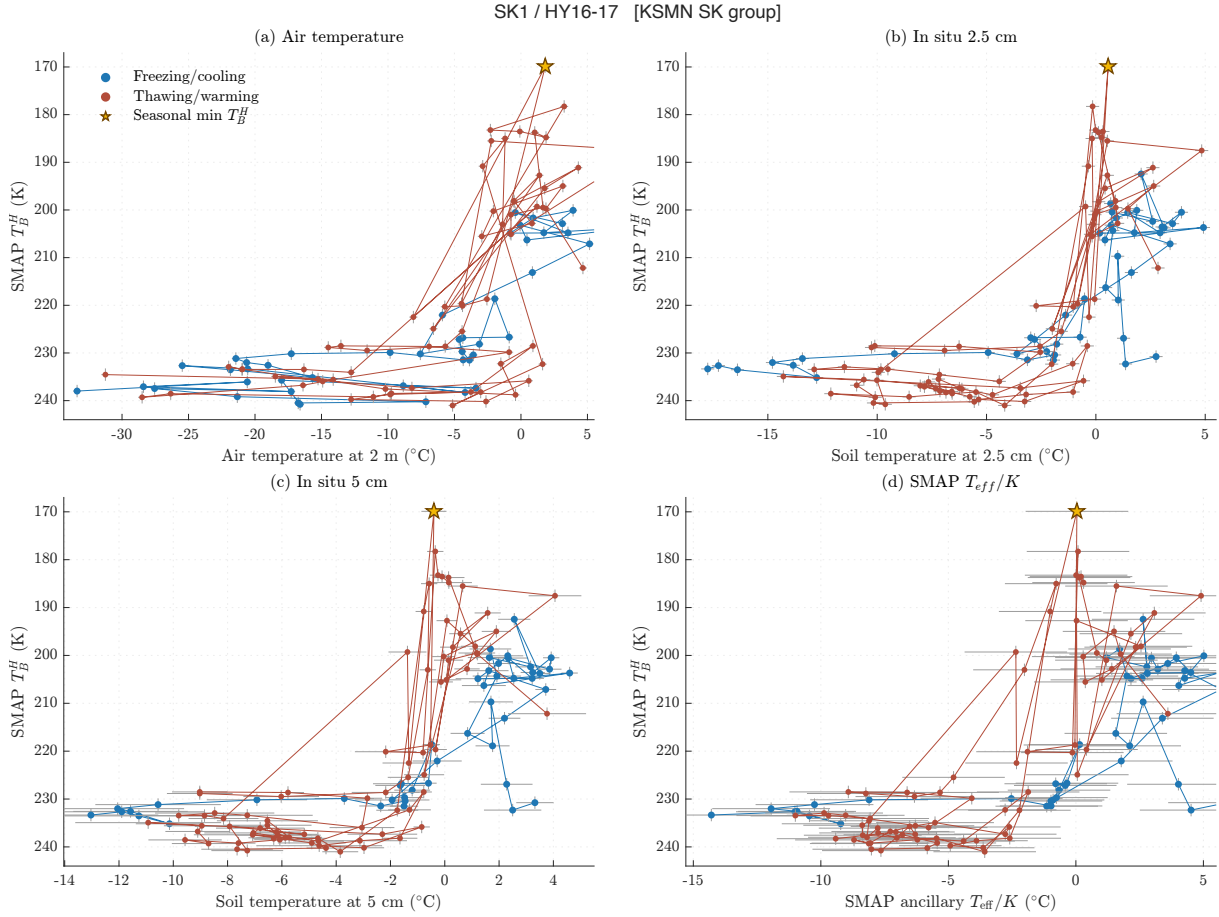 SK1 / HY16-17 [KSMN SK group]
(a) Air temperature
170
180
190
200
210
220
230
240
SMAP T_B^H (K)
Freezing/cooling
Thawing/warming
Seasonal min T_B^H
-30 -25 -20 -15 -10 -5 0 5
Air temperature at 2 m (°C)
(b) In situ 2.5 cm
170
180
190
200
210
220
230
240
SMAP T_B^H (K)
-15 -10 -5 0 5
Soil temperature at 2.5 cm (°C)
(c) In situ 5 cm
170
180
190
200
210
220
230
240
SMAP T_B^H (K)
-14 -12 -10 -8 -6 -4 -2 0 2 4
Soil temperature at 5 cm (°C)
(d) SMAP T_eff/K
170
180
190
200
210
220
230
240
SMAP T_B^H (K)
-15 -10 -5 0 5
SMAP ancillary T_eff/K (°C)